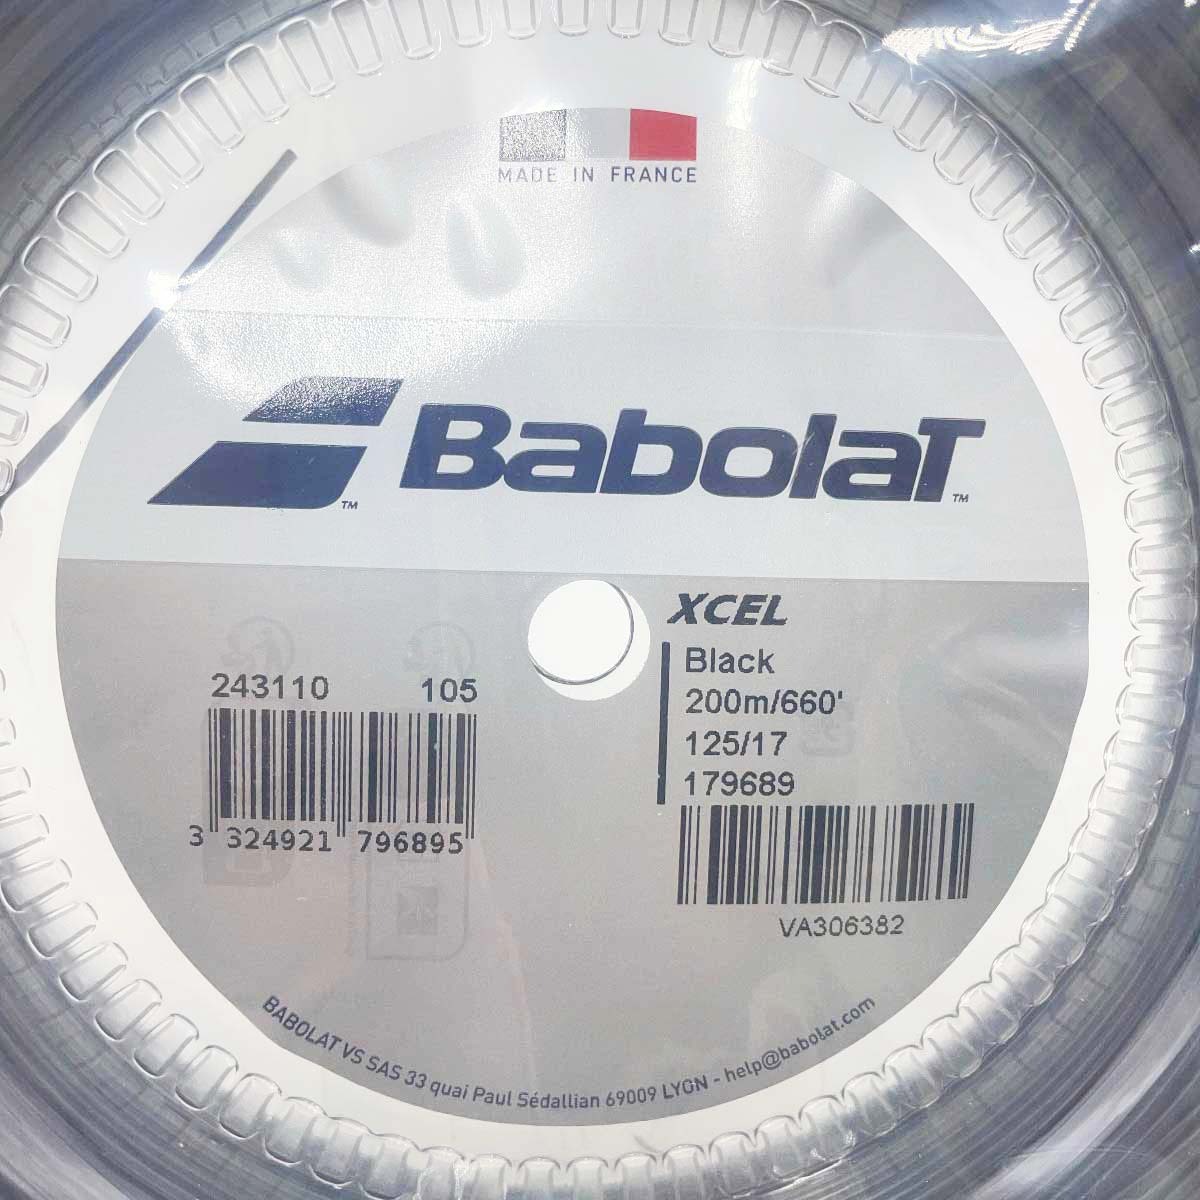 MADE IN FRANCE
BabolaT™
XCEL
Black
200m/660'
125/17
179689
243110 105
3 324921 796895
VA306382
BABOLAT VS SAS 33 quai Paul Sédallian 69009 LYON - help@babolat.com